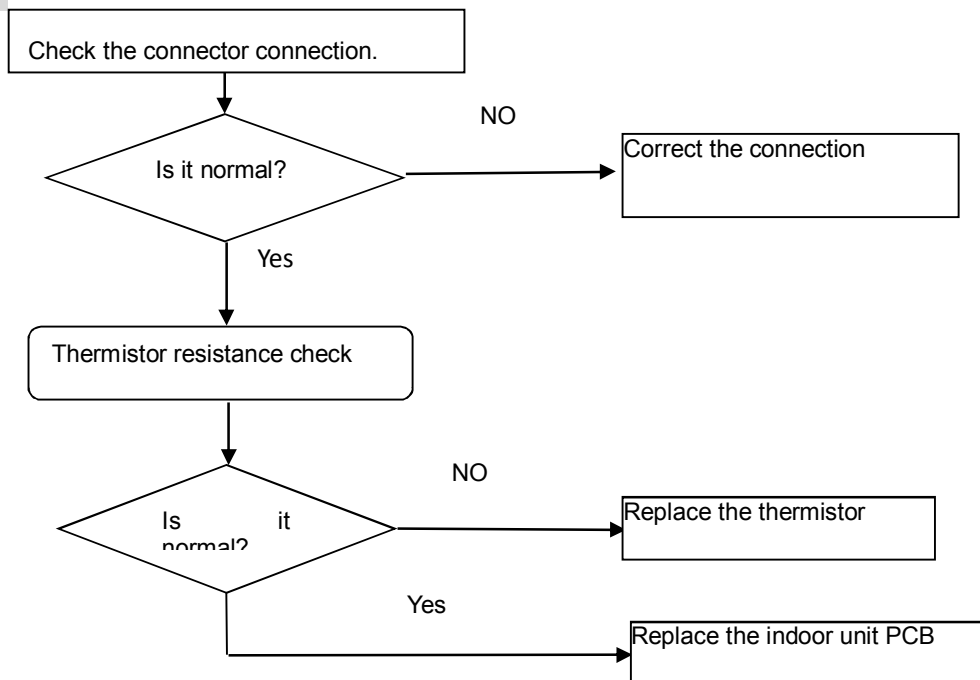 Check the connector connection.
NO
Is it normal?
Correct the connection
Yes
Thermistor resistance check
NO
Is it
normal?
Replace the thermistor
Yes
Replace the indoor unit PCB